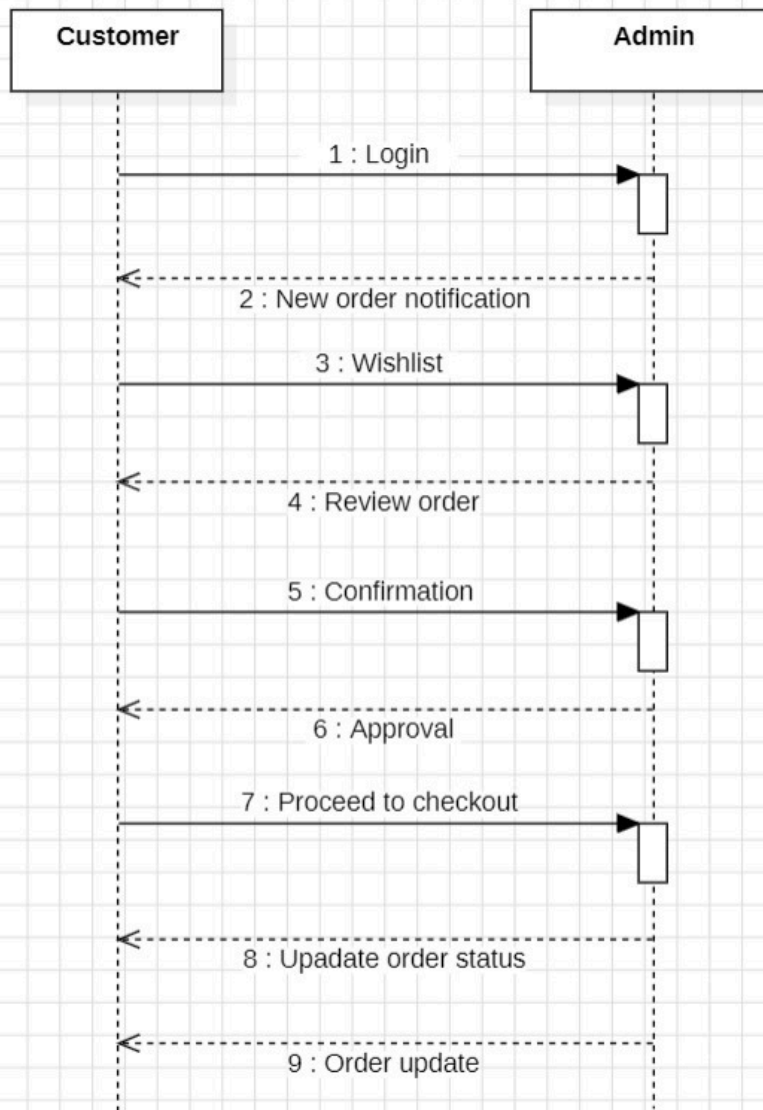 Customer
Admin
1 : Login
2 : New order notification
3 : Wishlist
4 : Review order
5 : Confirmation
6 : Approval
7 : Proceed to checkout
8 : Upadate order status
9 : Order update